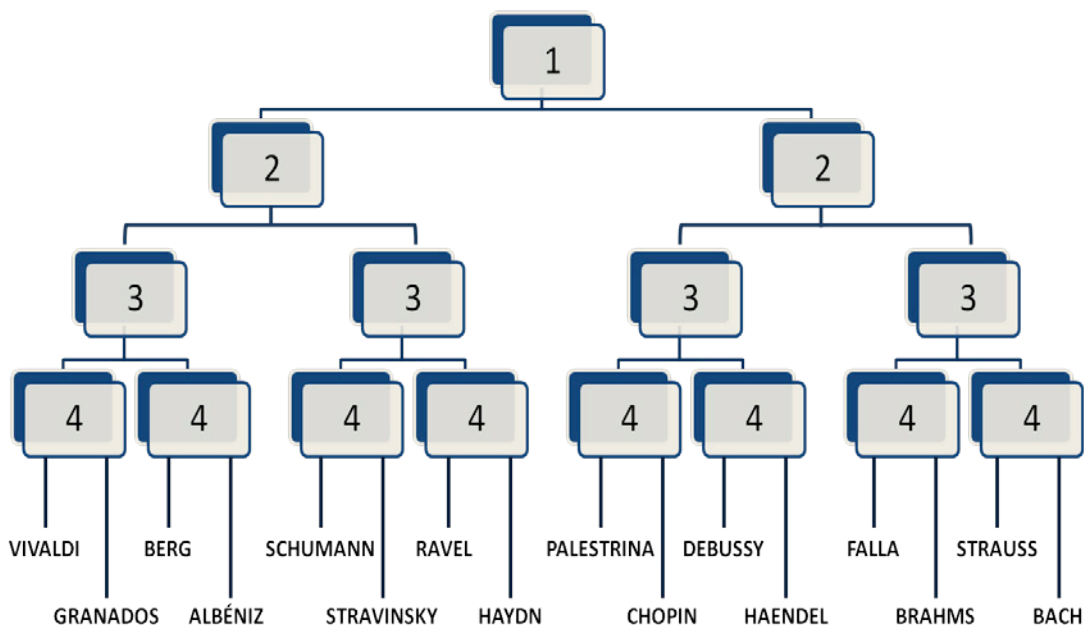 1
2 2
3 3 3 3
4 4 4 4 4 4 4 4
VIVALDI BERG SCHUMANN RAVEL PALESTRINA DEBUSSY FALLA STRAUSS
GRANADOS ALBÉNIZ STRAVINSKY HAYDN CHOPIN HAENDEL BRAHMS BACH